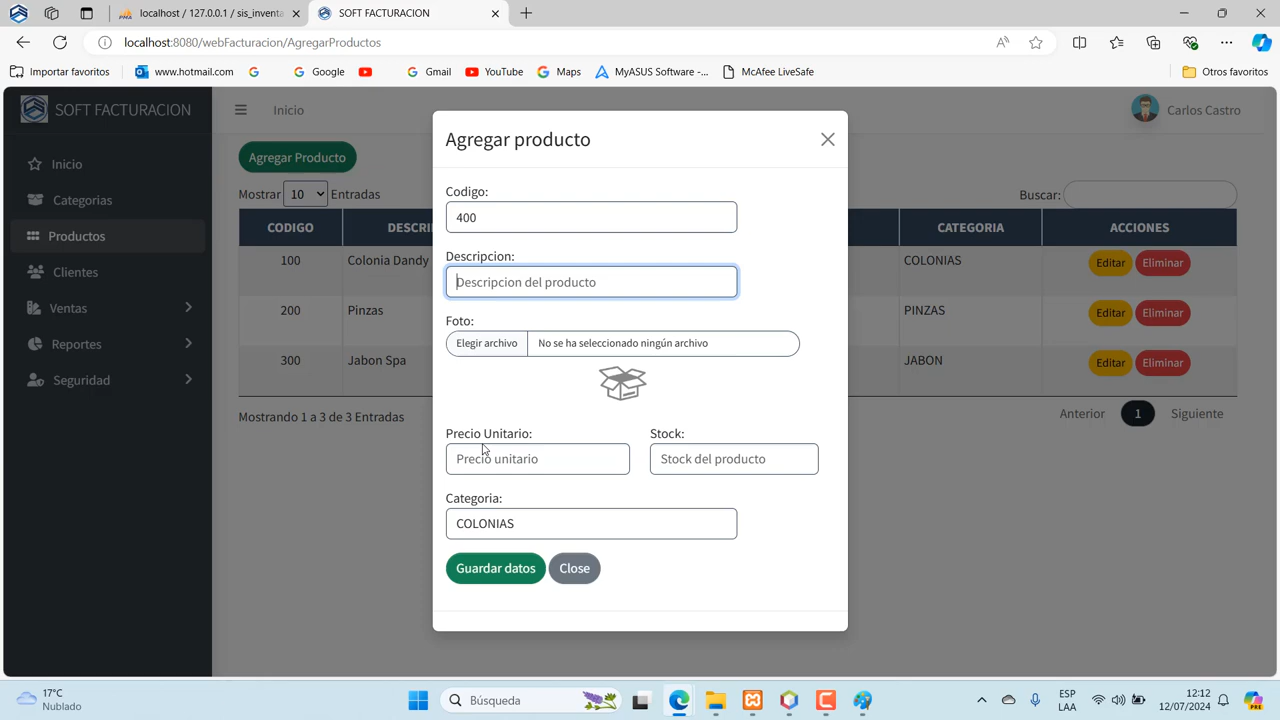 localhost / 127.0.0.1 / sis_inventa
SOFT FACTURACION
localhost:8080/webFacturacion/AgregarProductos
Importar favoritos
www.hotmail.com
Google
Gmail
YouTube
Maps
MyASUS Software -...
McAfee LiveSafe
Otros favoritos
SOFT FACTURACION
Inicio
Carlos Castro
Inicio
Categorias
Productos
Clientes
Ventas
Reportes
Seguridad
Agregar Producto
Mostrar 10 Entradas
Buscar:
CODIGO DESCRI CATEGORIA ACCIONES
100 Colonia Dandy COLONIAS Editar Eliminar
200 Pinzas PINZAS Editar Eliminar
300 Jabon Spa JABON Editar Eliminar
Mostrando 1 a 3 de 3 Entradas
Anterior 1 Siguiente
Agregar producto
Codigo:
400
Descripcion:
Descripcion del producto
Foto:
Elegir archivo No se ha seleccionado ningún archivo
Precio Unitario: Stock:
Precio unitario Stock del producto
Categoria:
COLONIAS
Guardar datos Close
17°C
Nublado
Búsqueda
ESP
LAA
12:12
12/07/2024
PRE